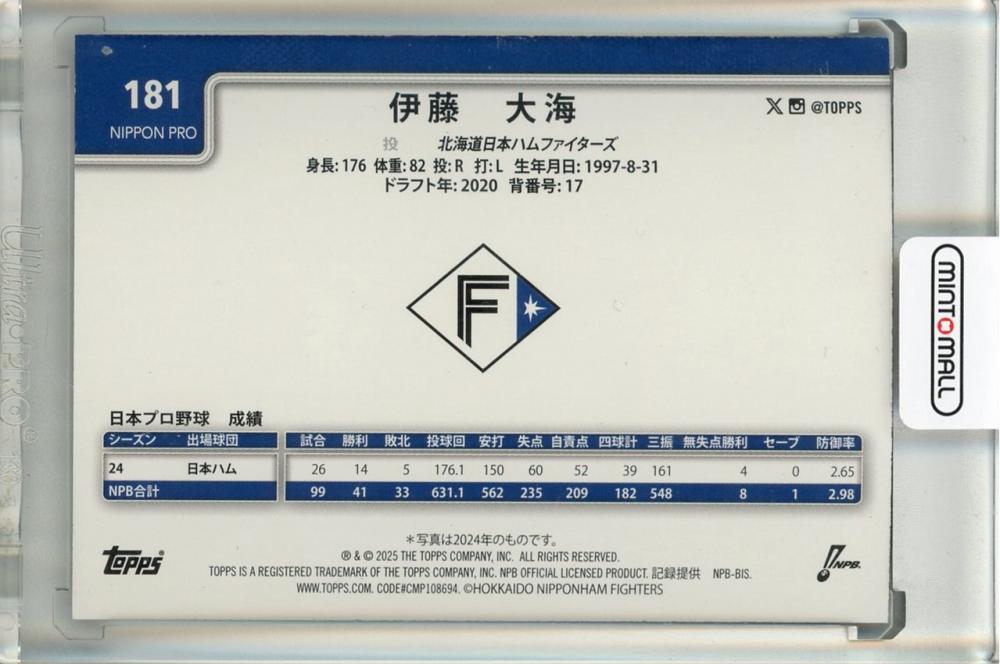 181
NIPPON PRO
伊藤 大海
@TOPPS
投 北海道日本ハムファイターズ
身長:176 体重:82 投:R 打:L 生年月日:1997-8-31
ドラフト年:2020 背番号:17
F
MINT MALL
Ultra PRO®
日本プロ野球 成績
シーズン 出場球団 試合 勝利 敗北 投球回 安打 失点 自責点 四球計 三振 無失点勝利 セーブ 防御率
24 日本ハム 26 14 5 176.1 150 60 52 39 161 4 0 2.65
NPB合計 99 41 33 631.1 562 235 209 182 548 8 1 2.98
＊写真は2024年のものです。
® & © 2025 THE TOPPS COMPANY, INC. ALL RIGHTS RESERVED.
TOPPS IS A REGISTERED TRADEMARK OF THE TOPPS COMPANY, INC. NPB OFFICIAL LICENSED PRODUCT. 記録提供 NPB-BIS.
WWW.TOPPS.COM. CODE#CMP108694. ©HOKKAIDO NIPPONHAM FIGHTERS
topps®
NPB.